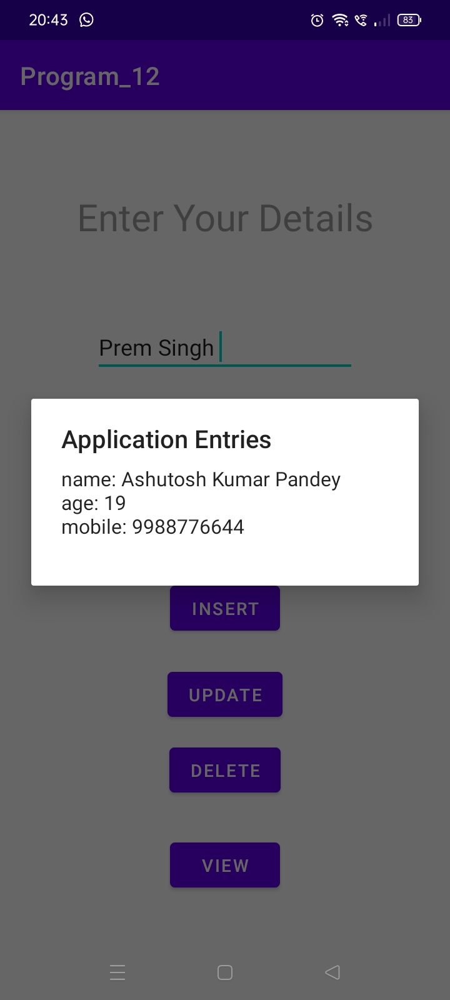 20:43
83
Program_12
Enter Your Details
Prem Singh
Application Entries
name: Ashutosh Kumar Pandey
age: 19
mobile: 9988776644
INSERT
UPDATE
DELETE
VIEW